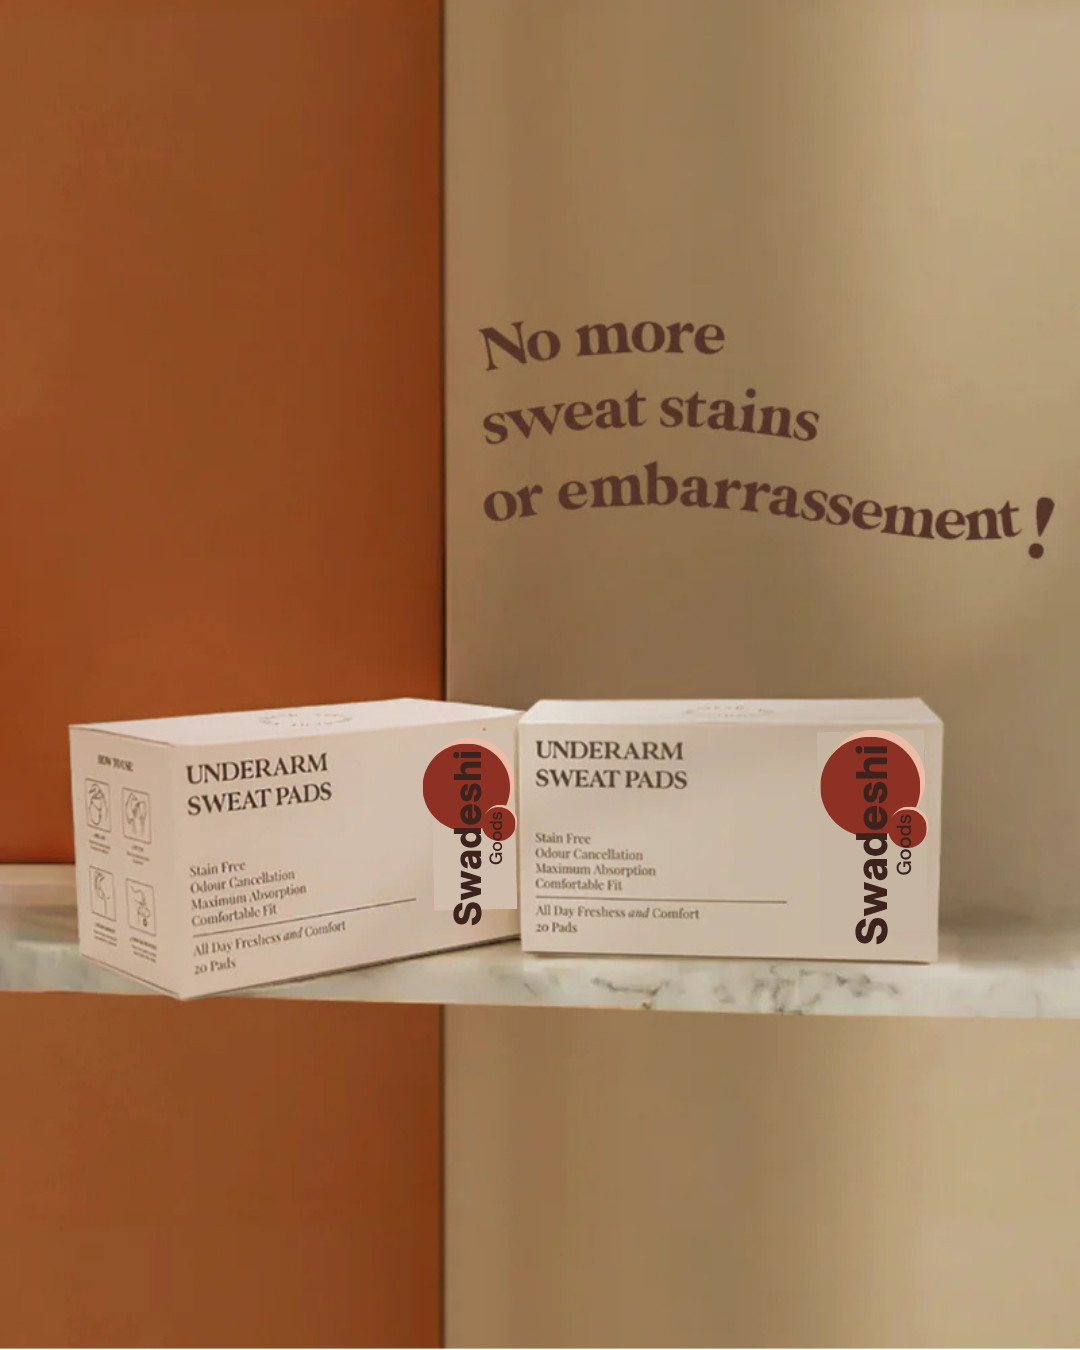 No more
sweat stains
or embarrassement!
HOW TO USE:
UNDERARM
SWEAT PADS
Stain Free
Odour Cancellation
Maximum Absorption
Comfortable Fit
All Day Freshess and Comfort
20 Pads
Swadeshi
Goods
UNDERARM
SWEAT PADS
Stain Free
Odour Cancellation
Maximum Absorption
Comfortable Fit
All Day Freshess and Comfort
20 Pads
Swadeshi
Goods